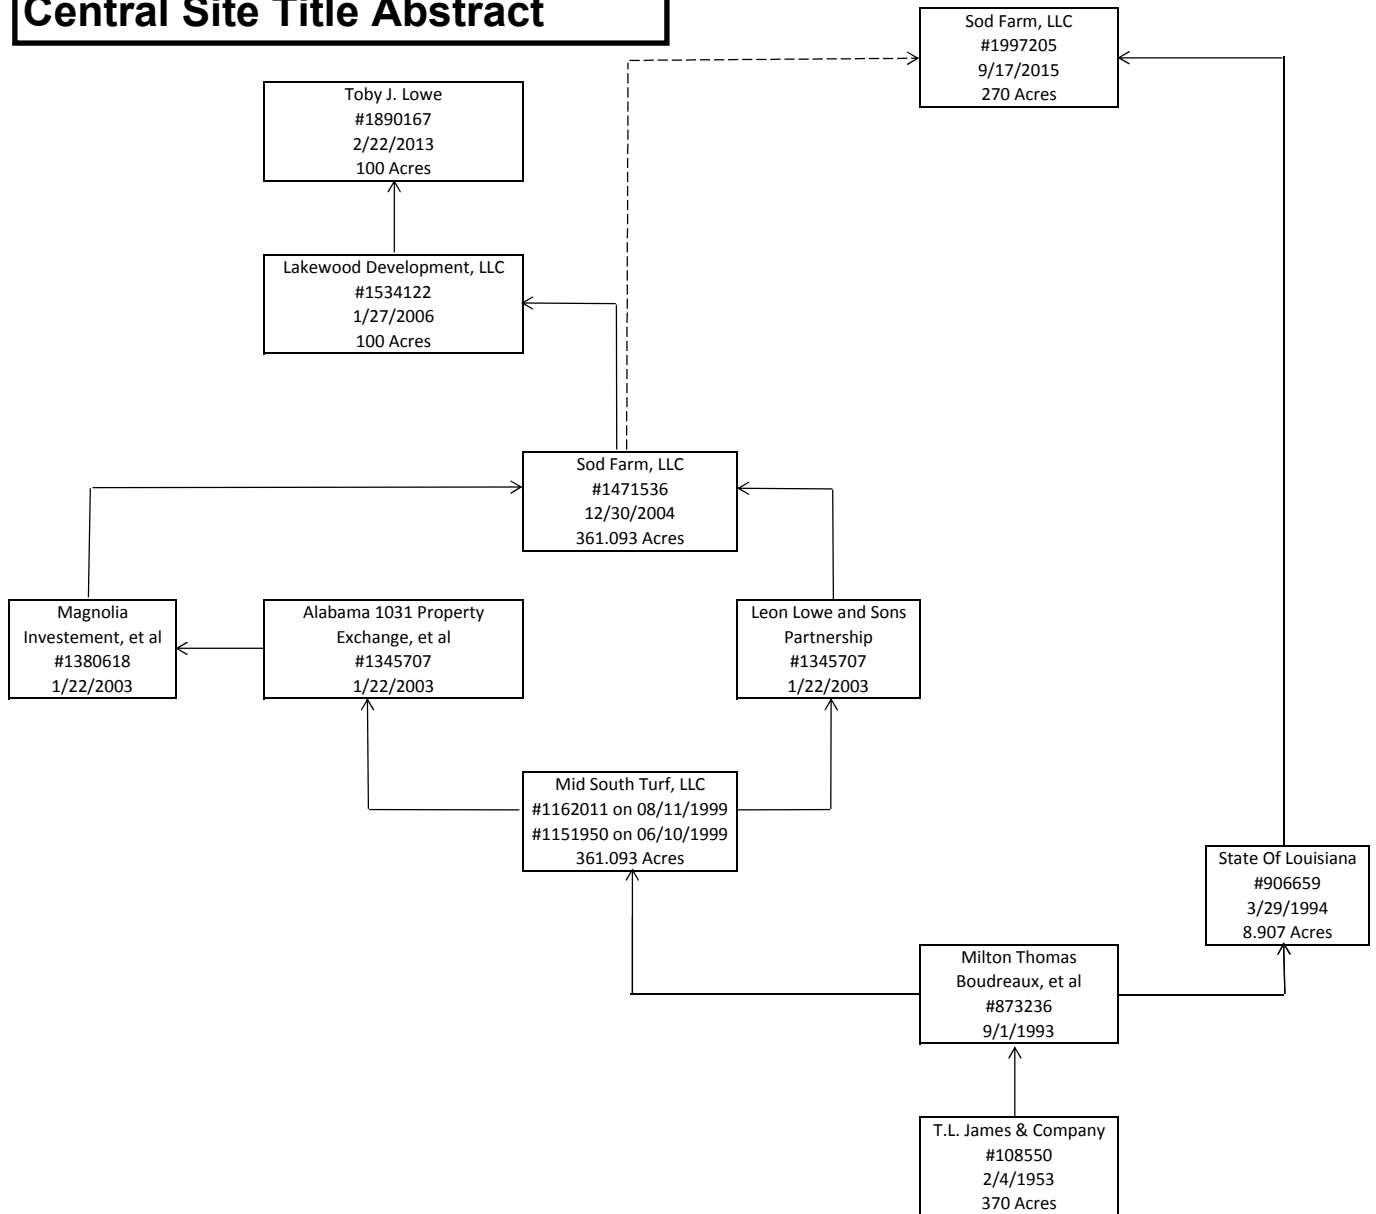 Central Site Title Abstract
Sod Farm, LLC
#1997205
9/17/2015
270 Acres
Toby J. Lowe
#1890167
2/22/2013
100 Acres
Lakewood Development, LLC
#1534122
1/27/2006
100 Acres
Sod Farm, LLC
#1471536
12/30/2004
361.093 Acres
Magnolia
Investement, et al
#1380618
1/22/2003
Alabama 1031 Property
Exchange, et al
#1345707
1/22/2003
Leon Lowe and Sons
Partnership
#1345707
1/22/2003
Mid South Turf, LLC
#1162011 on 08/11/1999
#1151950 on 06/10/1999
361.093 Acres
State Of Louisiana
#906659
3/29/1994
8.907 Acres
Milton Thomas
Boudreaux, et al
#873236
9/1/1993
T.L. James & Company
#108550
2/4/1953
370 Acres